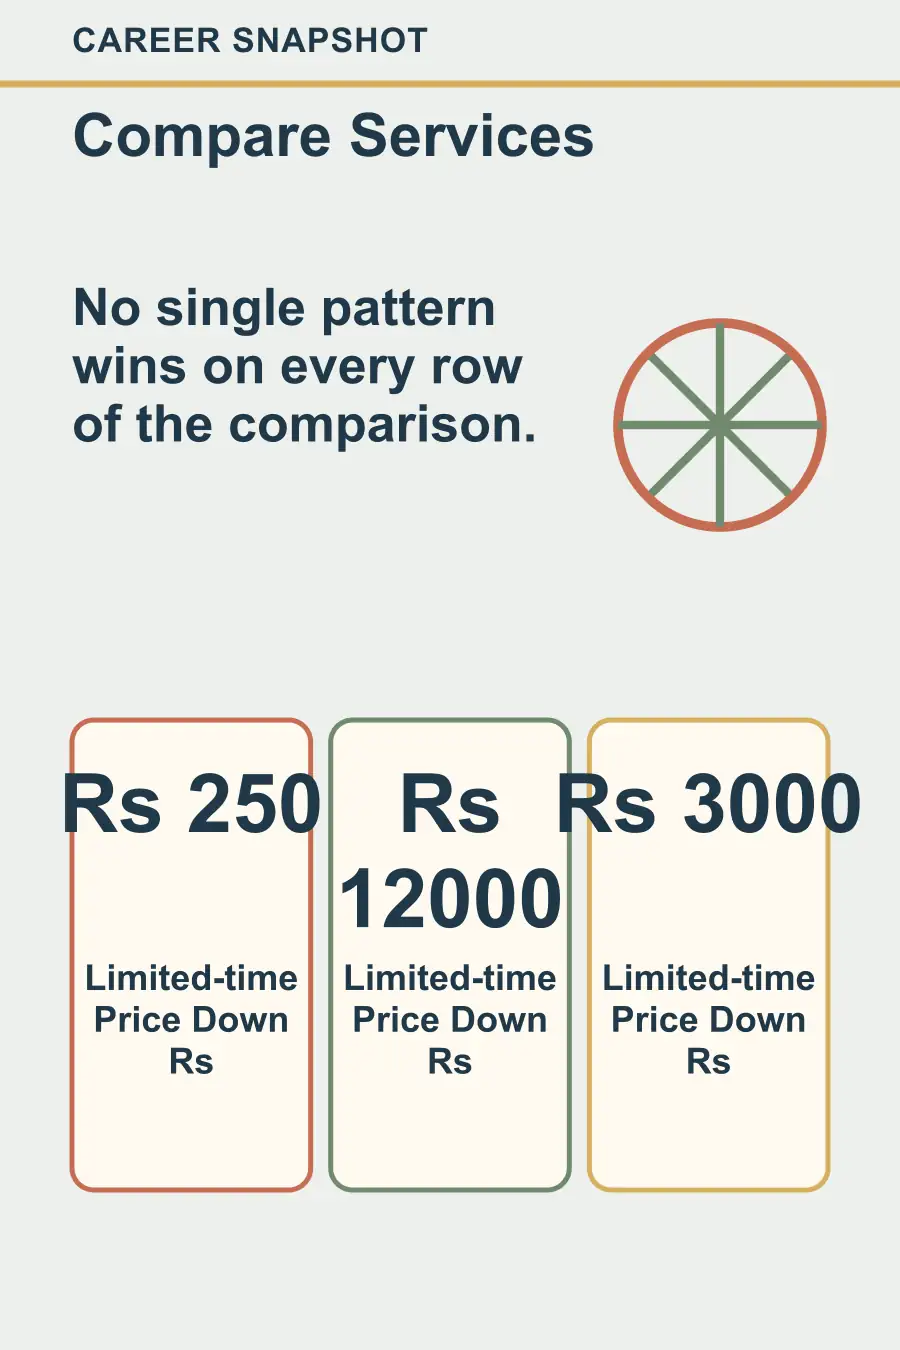 CAREER SNAPSHOT
Compare Services
No single pattern
wins on every row
of the comparison.
Rs 250
Limited-time
Price Down
Rs
Rs
12000
Limited-time
Price Down
Rs
Rs 3000
Limited-time
Price Down
Rs